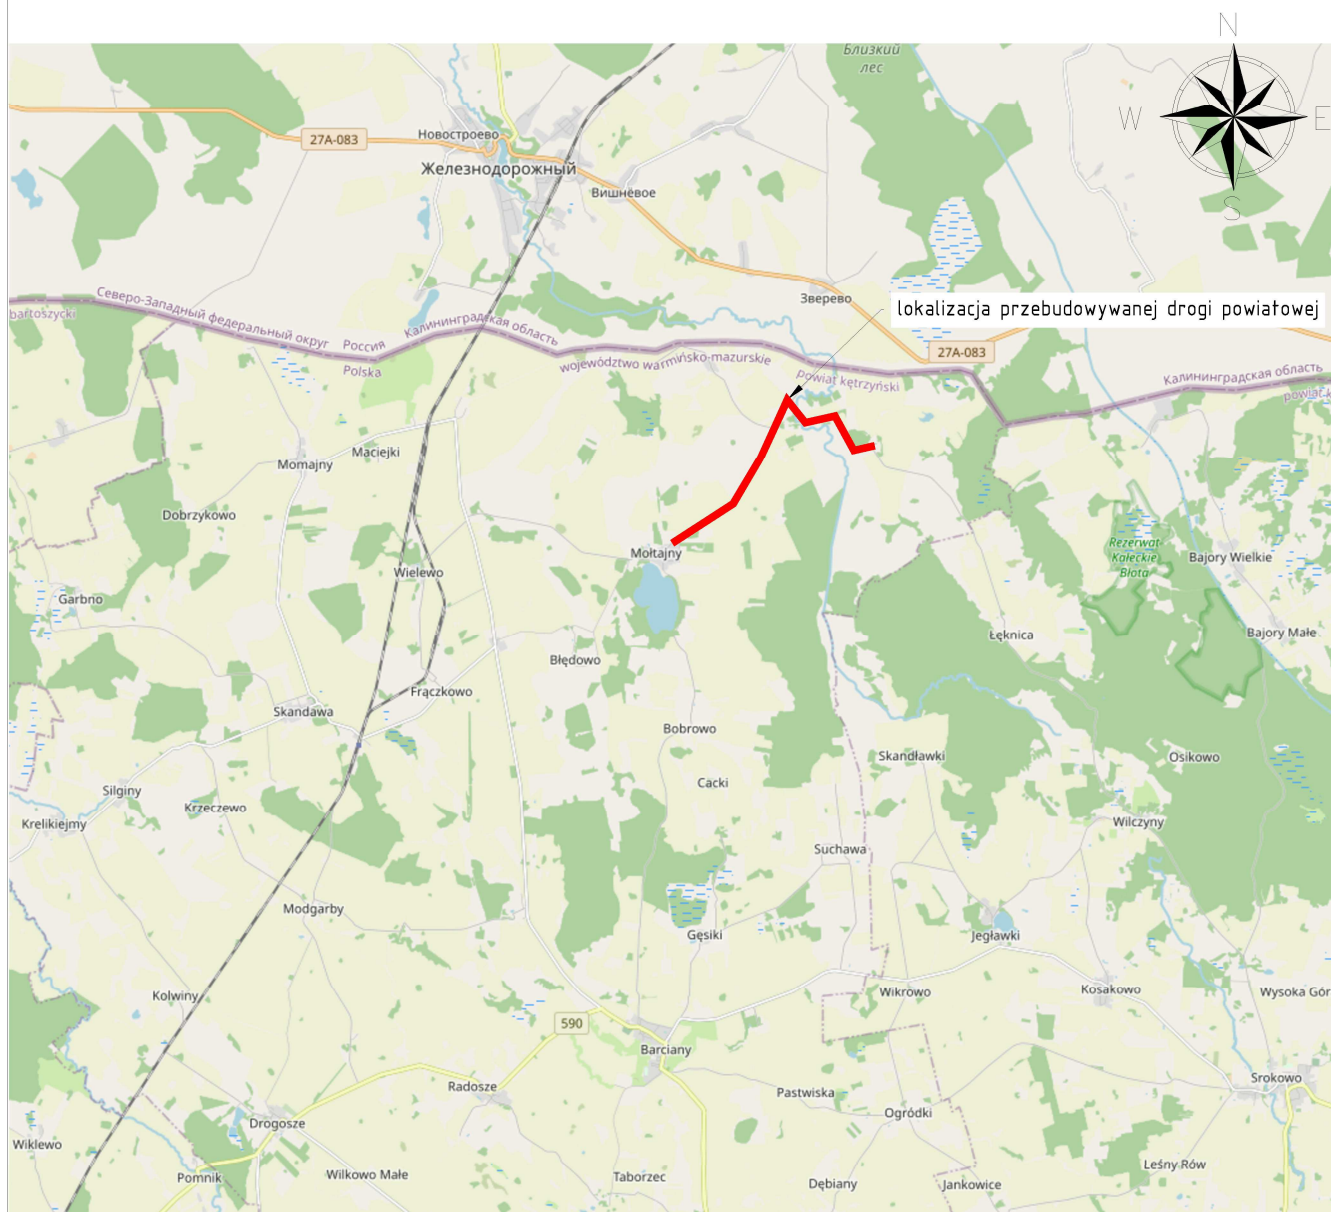 N
Близкий
лес
W
E
27А-083
Новостроево
Железнодорожный
Вишнёвое
S
Северо-Западный федеральный округ
Россия
Калининградская область
Зверево
lokalizacja przebudowywanej drogi powiatowej
bartoszycki
Polska
województwo warmińsko-mazurskie
27А-083
powiat kętrzyński
Калининградская область
powiat k
Maciejki
Momajny
Dobrzykowo
Mołtajny
Rezerwat
Kałeckie
Błota
Bajory Wielkie
Wielewo
Garbno
Łęknica
Bajory Małe
Błędowo
Frączkowo
Skandawa
Bobrowo
Skandławki
Osikowo
Cacki
Silginy
Krzeczewo
Krelikiejmy
Wilczyny
Suchawa
Modgarby
Gęsiki
Jegławki
Kolwiny
Wikrowo
Kosakowo
Wysoka Gór
590
Barciany
Radosze
Pastwiska
Srokowo
Ogródki
Drogosze
Wiklewo
Pomnik
Wilkowo Małe
Taborzec
Dębiany
Leśny Rów
Jankowice